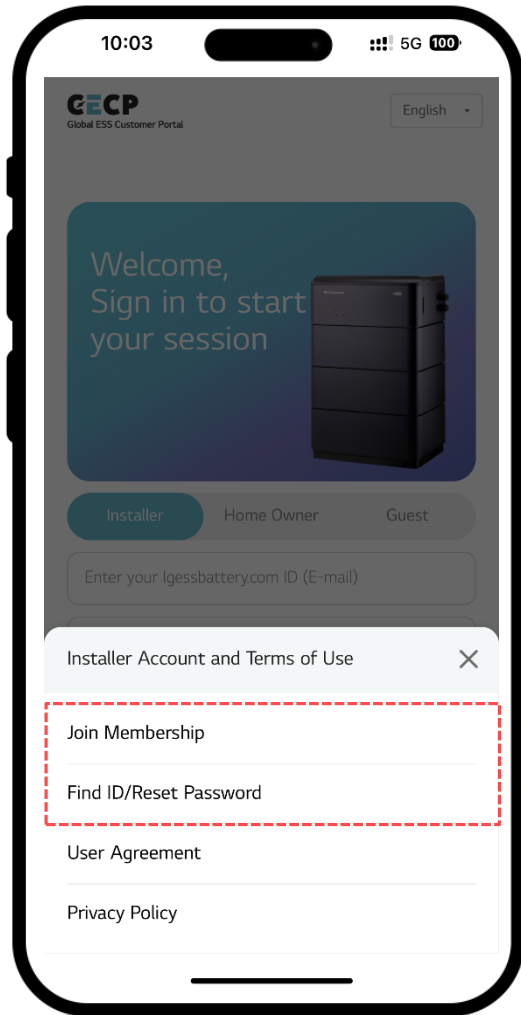 10:03
5G 100
GECP
Global ESS Customer Portal
English
Welcome,
Sign in to start
your session
Installer
Home Owner
Guest
Enter your lgessbattery.com ID (E-mail)
Installer Account and Terms of Use
Join Membership
Find ID/Reset Password
User Agreement
Privacy Policy